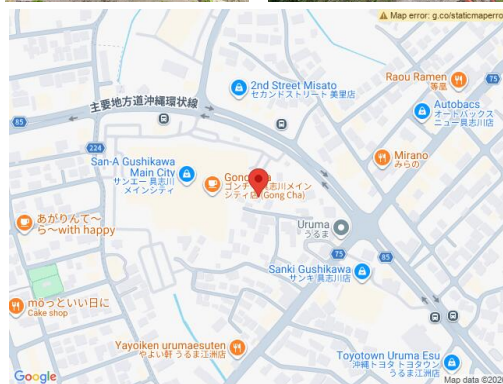 Map error: g.co/staticmaperro
2nd Street Misato
セカンドストリート 美里店
Raou Ramen
等凰
主要地方道沖縄環状線
Autobacs
オートバックス
ニュー具志川店
85
85
224
San-A Gushikawa
Main City
サンエー 具志川
メインシティ
Mirano
みらの
Gong
ゴンチ
具志川メイン
シティ店(Gong Cha)
75
あがりんて〜
ら〜with happy
Uruma
うるま
75
85
Sanki Gushikawa
サンキ 具志川店
möっといい日に
Cake shop
Yayoiken urumaesuten
やよい軒 うるま江洲店
Toyotown Uruma Esu
沖縄トヨタ トヨタタウン
うるま江洲店
Google
Map data ©202